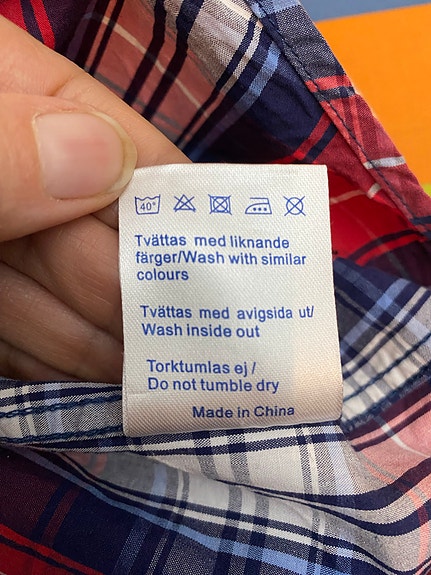 40°
Tvättas med liknande
färger/Wash with similar
colours
Tvättas med avigsida ut/
Wash inside out
Torktumlas ej /
Do not tumble dry
Made in China